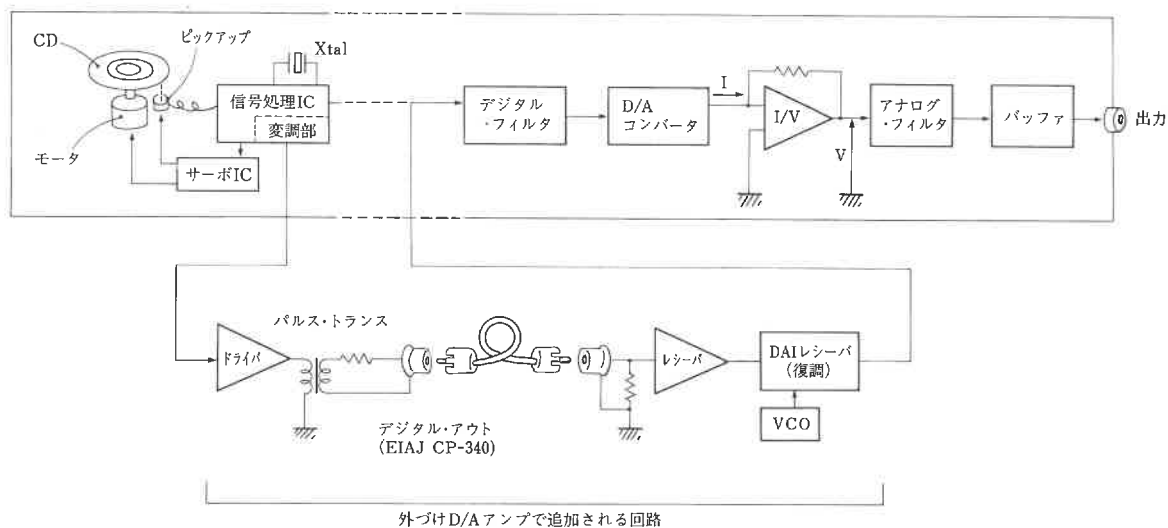 CD
ピックアップ
Xtal
信号処理IC
変調部
モータ
サーボIC
デジタル
・フィルタ
D/A
コンバータ
I
I/V
V
アナログ
・フィルタ
バッファ
出力
ドライバ
パルス・トランス
デジタル・アウト
(EIAJ CP-340)
レシーバ
DAIレシーバ
(復調)
VCO
外づけD/Aアンプで追加される回路